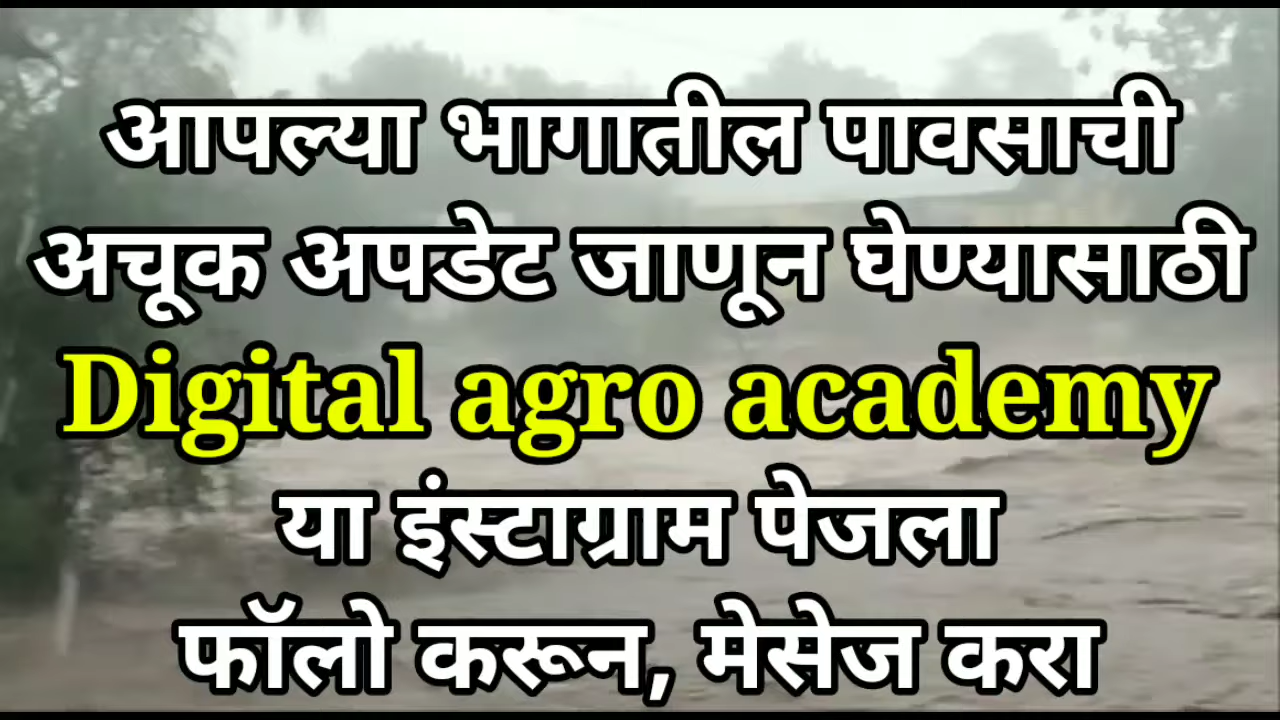 आपल्या भागातील पावसाची
अचूक अपडेट जाणून घेण्यासाठी
Digital agro academy
या इंस्टाग्राम पेजला
फॉलो करून, मेसेज करा